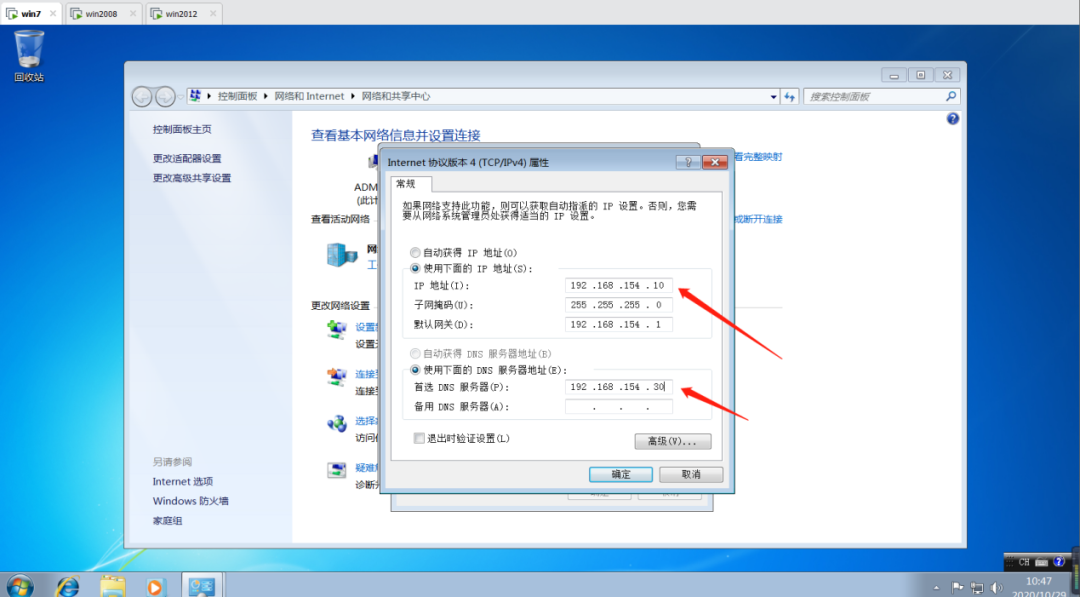 win7
win2008
win2012
回收站
控制面板 网络和 Internet 网络和共享中心
搜索控制面板
控制面板主页
更改适配器设置
更改高级共享设置
查看基本网络信息并设置连接
看完整映射
ADM
(此计
查看活动网络
或断开连接
网
工
更改网络设置
设置
连接
连接
选择
访问
疑难
诊断
另请参阅
Internet 选项
Windows 防火墙
家庭组
Internet 协议版本 4 (TCP/IPv4) 属性
常规
如果网络支持此功能，则可以获取自动指派的 IP 设置。否则，您需
要从网络系统管理员处获得适当的 IP 设置。
自动获得 IP 地址(O)
使用下面的 IP 地址(S):
IP 地址(I): 192 .168 .154 . 10
子网掩码(U): 255 .255 .255 . 0
默认网关(D): 192 .168 .154 . 1
自动获得 DNS 服务器地址(B)
使用下面的 DNS 服务器地址(E):
首选 DNS 服务器(P): 192 .168 .154 . 30
备用 DNS 服务器(A): . . .
退出时验证设置(L)
高级(V)...
确定
取消
CH
10:47
2020/10/29